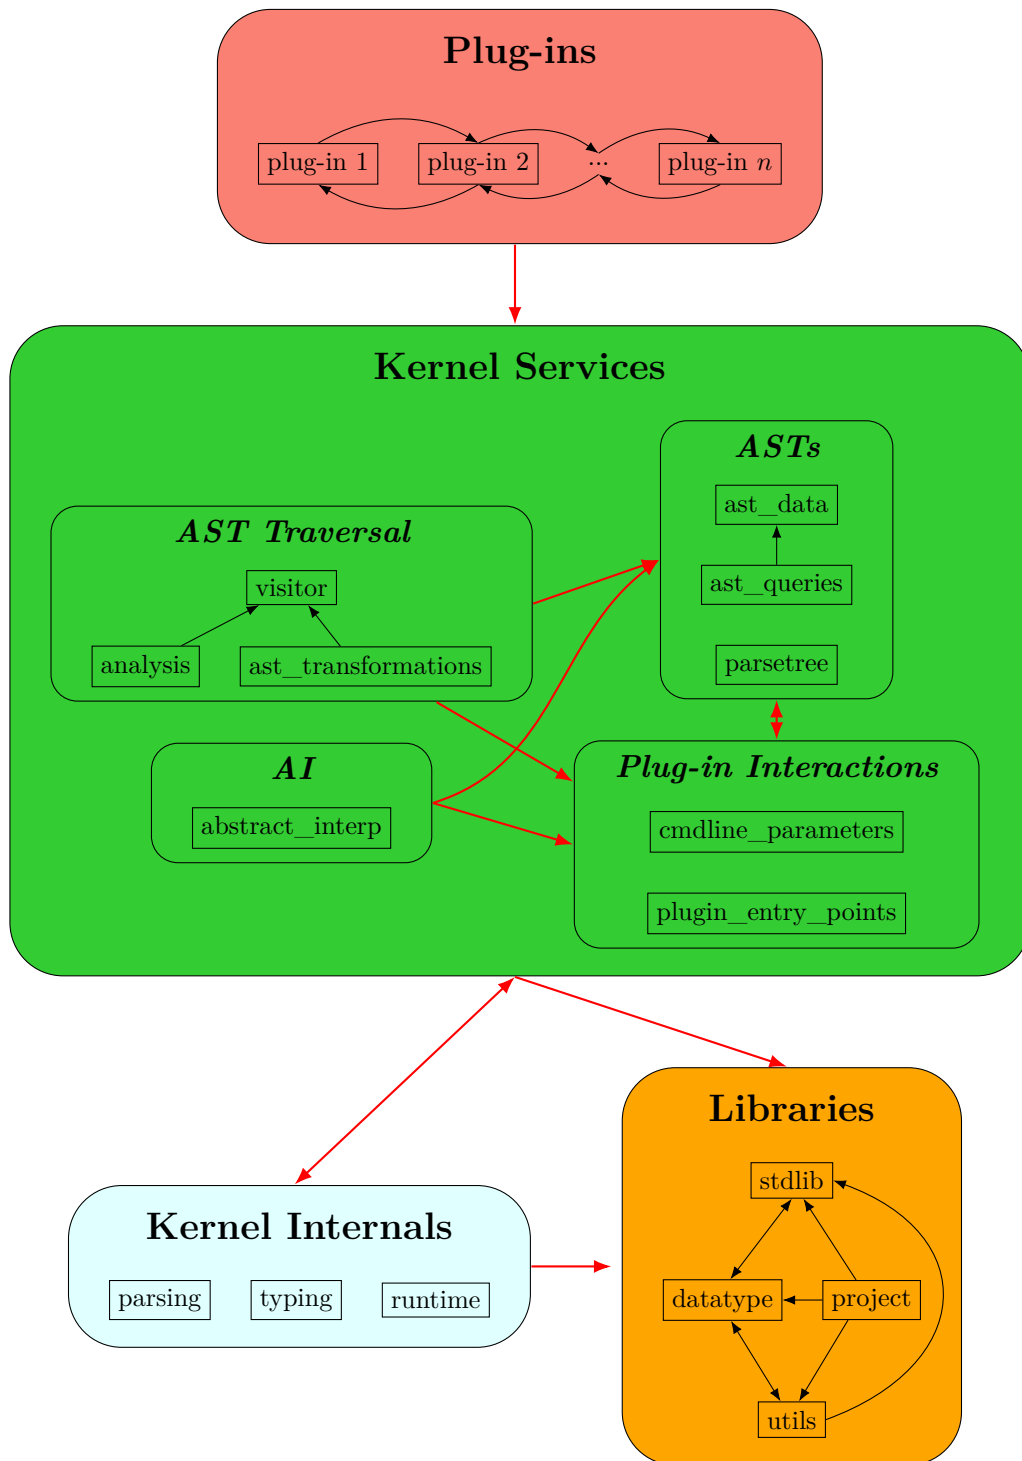 Plug-ins
plug-in 1
plug-in 2
...
plug-in n
Kernel Services
ASTs
ast_data
ast_queries
parsetree
AST Traversal
visitor
analysis
ast_transformations
AI
abstract_interp
Plug-in Interactions
cmdline_parameters
plugin_entry_points
Kernel Internals
parsing
typing
runtime
Libraries
stdlib
datatype
project
utils